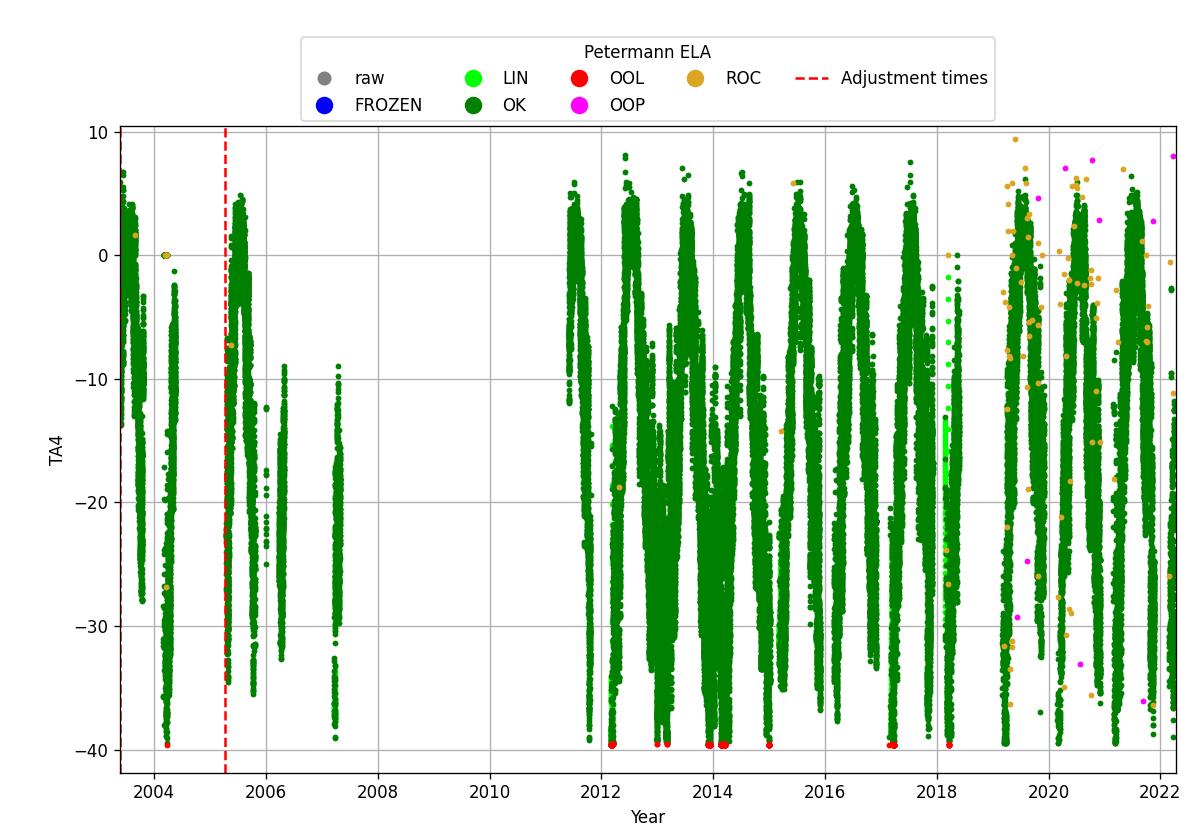 Petermann ELA
raw LIN OOL ROC Adjustment times
FROZEN OK OOP
10
0
−10
−20
−30
−40
TA4
2004 2006 2008 2010 2012 2014 2016 2018 2020 2022
Year